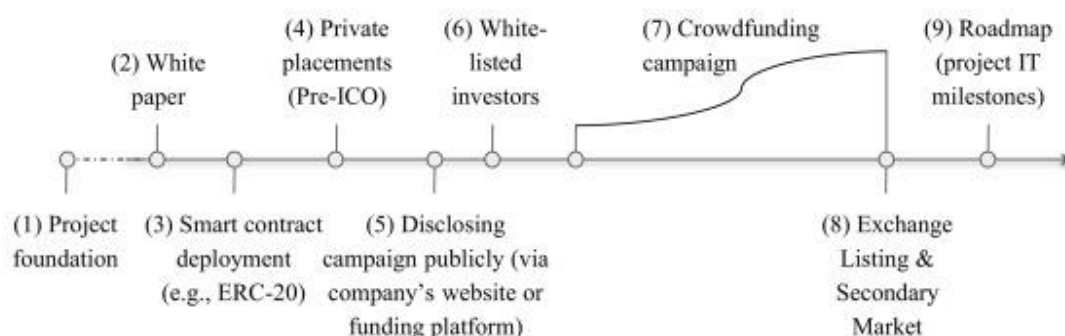 (1) Project
foundation
(2) White
paper
(3) Smart contract
deployment
(e.g., ERC-20)
(4) Private
placements
(Pre-ICO)
(5) Disclosing
campaign publicly (via
company's website or
funding platform)
(6) White-
listed
investors
(7) Crowdfunding
campaign
(8) Exchange
Listing &
Secondary
Market
(9) Roadmap
(project IT
milestones)